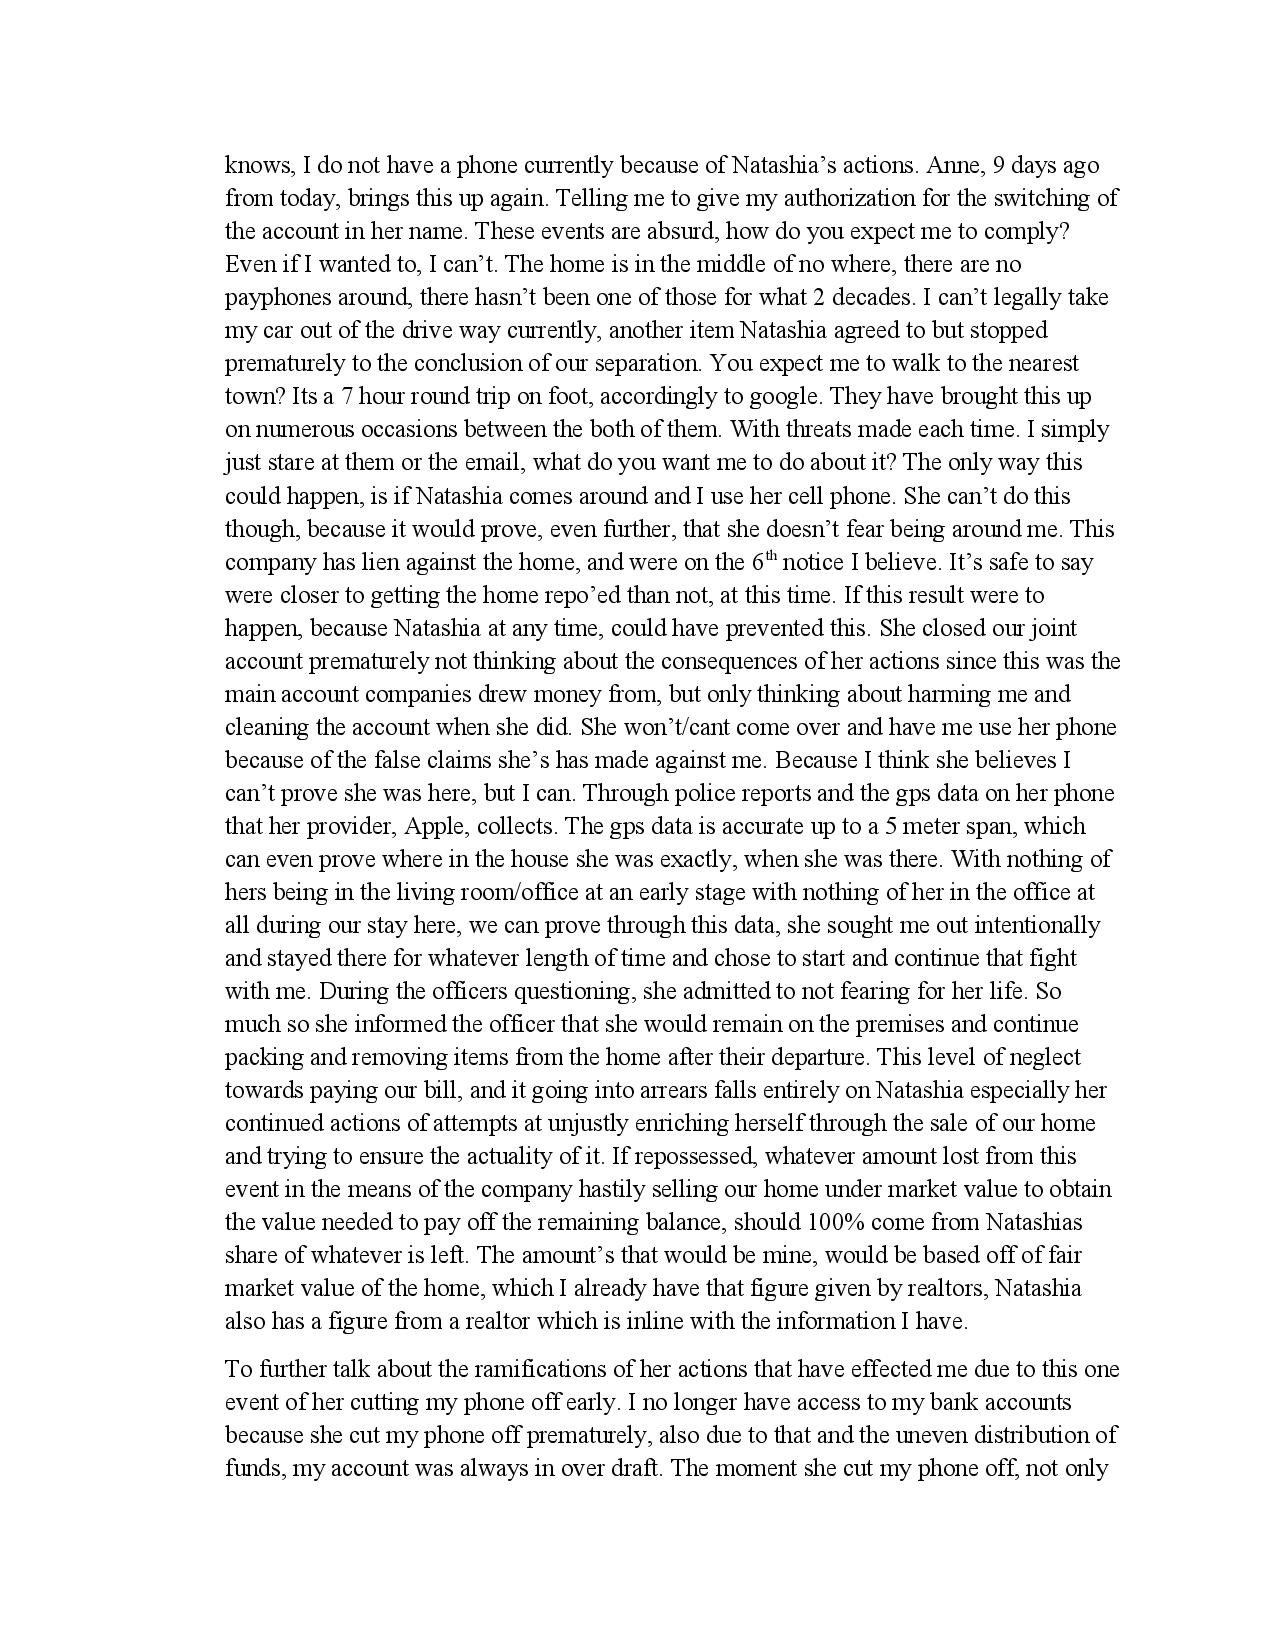 knows, I do not have a phone currently because of Natashia’s actions. Anne, 9 days ago
from today, brings this up again. Telling me to give my authorization for the switching of
the account in her name. These events are absurd, how do you expect me to comply?
Even if I wanted to, I can’t. The home is in the middle of no where, there are no
payphones around, there hasn’t been one of those for what 2 decades. I can’t legally take
my car out of the drive way currently, another item Natashia agreed to but stopped
prematurely to the conclusion of our separation. You expect me to walk to the nearest
town? Its a 7 hour round trip on foot, accordingly to google. They have brought this up
on numerous occasions between the both of them. With threats made each time. I simply
just stare at them or the email, what do you want me to do about it? The only way this
could happen, is if Natashia comes around and I use her cell phone. She can’t do this
though, because it would prove, even further, that she doesn’t fear being around me. This
company has lien against the home, and were on the 6th notice I believe. It’s safe to say
were closer to getting the home repo’ed than not, at this time. If this result were to
happen, because Natashia at any time, could have prevented this. She closed our joint
account prematurely not thinking about the consequences of her actions since this was the
main account companies drew money from, but only thinking about harming me and
cleaning the account when she did. She won’t/cant come over and have me use her phone
because of the false claims she’s has made against me. Because I think she believes I
can’t prove she was here, but I can. Through police reports and the gps data on her phone
that her provider, Apple, collects. The gps data is accurate up to a 5 meter span, which
can even prove where in the house she was exactly, when she was there. With nothing of
hers being in the living room/office at an early stage with nothing of her in the office at
all during our stay here, we can prove through this data, she sought me out intentionally
and stayed there for whatever length of time and chose to start and continue that fight
with me. During the officers questioning, she admitted to not fearing for her life. So
much so she informed the officer that she would remain on the premises and continue
packing and removing items from the home after their departure. This level of neglect
towards paying our bill, and it going into arrears falls entirely on Natashia especially her
continued actions of attempts at unjustly enriching herself through the sale of our home
and trying to ensure the actuality of it. If repossessed, whatever amount lost from this
event in the means of the company hastily selling our home under market value to obtain
the value needed to pay off the remaining balance, should 100% come from Natashias
share of whatever is left. The amount’s that would be mine, would be based off of fair
market value of the home, which I already have that figure given by realtors, Natashia
also has a figure from a realtor which is inline with the information I have.
To further talk about the ramifications of her actions that have effected me due to this one
event of her cutting my phone off early. I no longer have access to my bank accounts
because she cut my phone off prematurely, also due to that and the uneven distribution of
funds, my account was always in over draft. The moment she cut my phone off, not only